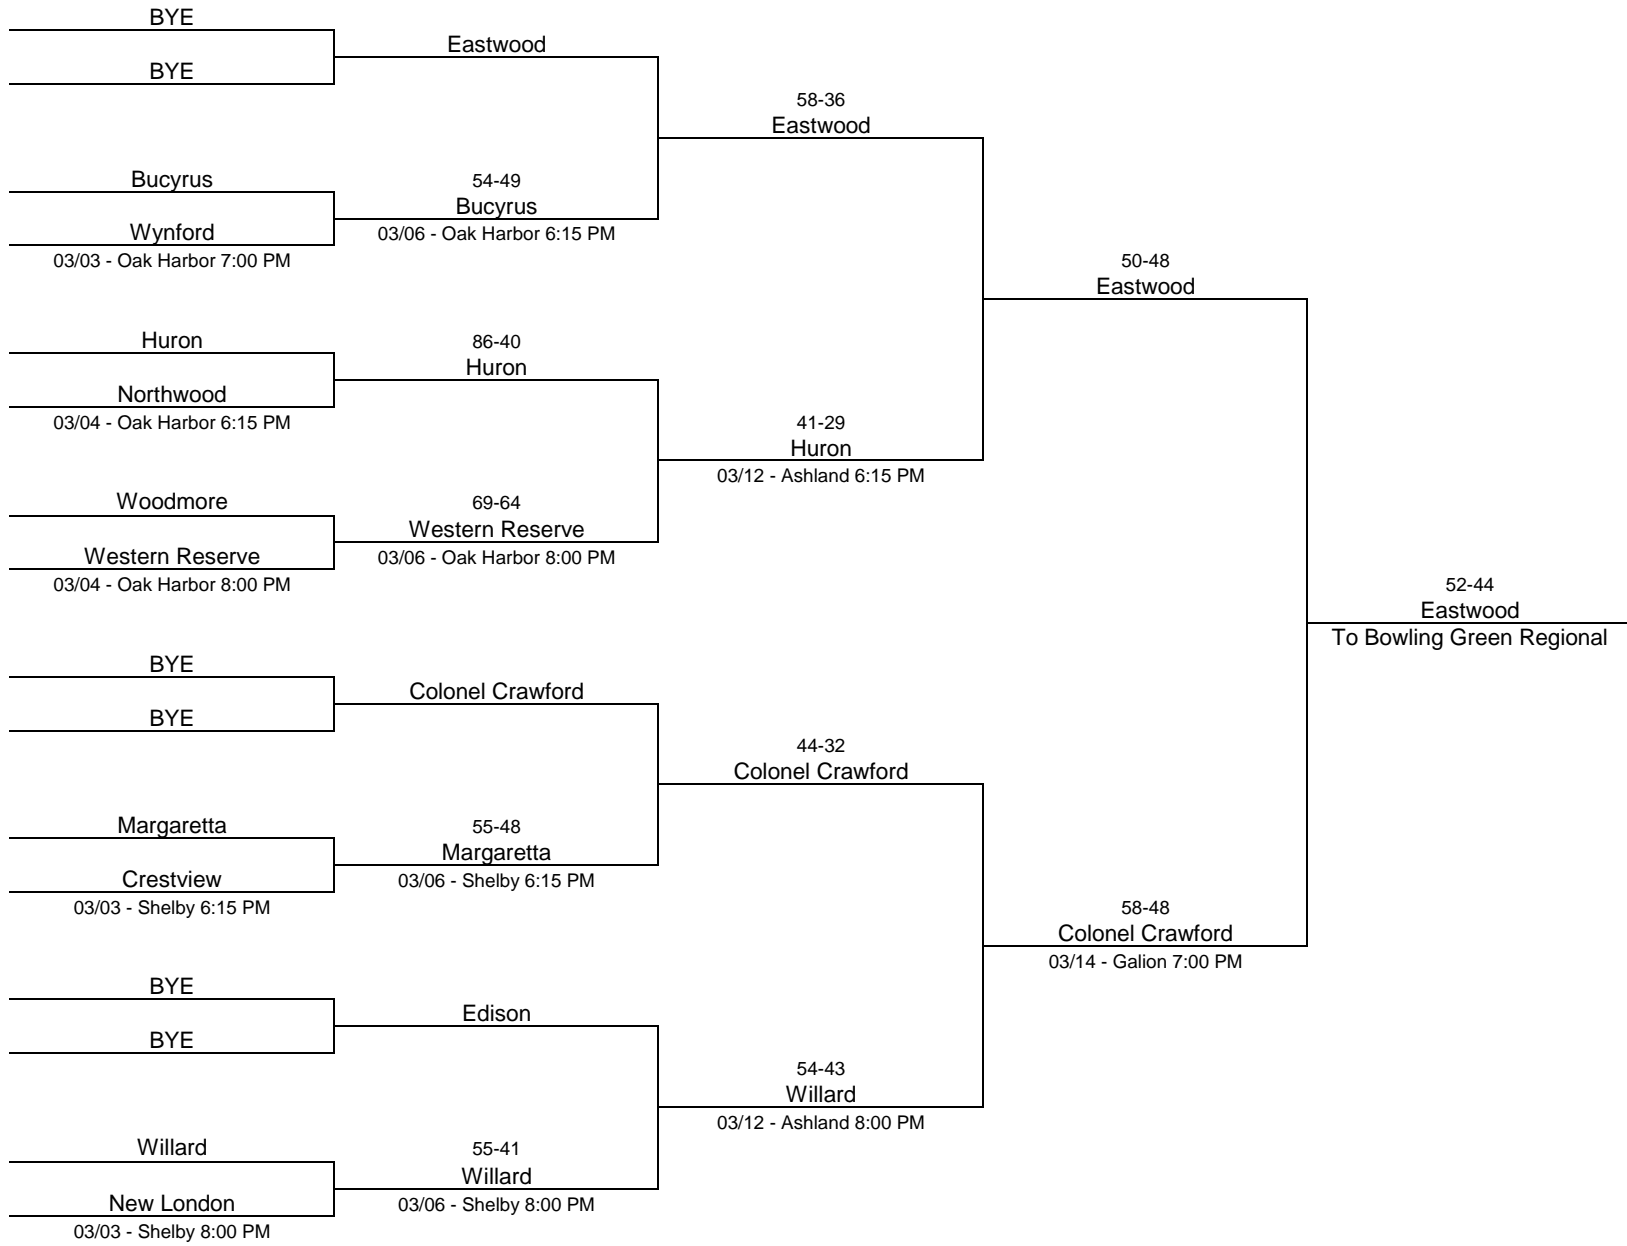 BYE
BYE
Bucyrus
Wynford
03/03 - Oak Harbor 7:00 PM
Huron
Northwood
03/04 - Oak Harbor 6:15 PM
Woodmore
Western Reserve
03/04 - Oak Harbor 8:00 PM
BYE
BYE
Margaretta
Crestview
03/03 - Shelby 6:15 PM
BYE
BYE
Willard
New London
03/03 - Shelby 8:00 PM
Eastwood
54-49
Bucyrus
03/06 - Oak Harbor 6:15 PM
86-40
Huron
69-64
Western Reserve
03/06 - Oak Harbor 8:00 PM
Colonel Crawford
55-48
Margaretta
03/06 - Shelby 6:15 PM
Edison
55-41
Willard
03/06 - Shelby 8:00 PM
58-36
Eastwood
41-29
Huron
03/12 - Ashland 6:15 PM
44-32
Colonel Crawford
54-43
Willard
03/12 - Ashland 8:00 PM
50-48
Eastwood
58-48
Colonel Crawford
03/14 - Galion 7:00 PM
52-44
Eastwood
To Bowling Green Regional